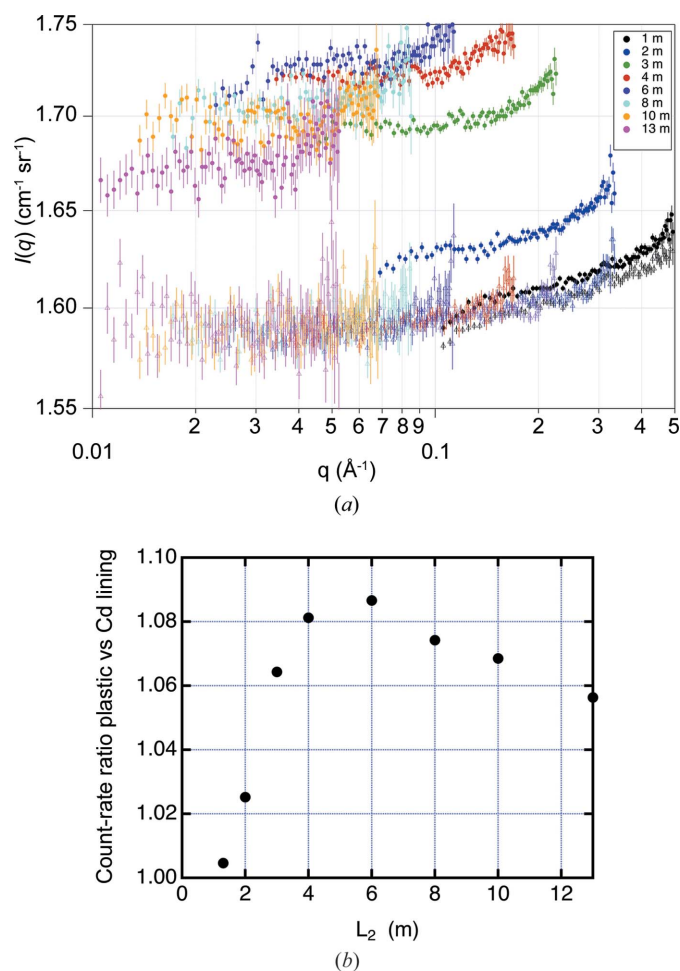 1.75
1.70
1.65
1.60
1.55
I(q) (cm⁻¹ sr⁻¹)
1 m
2 m
3 m
4 m
6 m
8 m
10 m
13 m
2 3 4 5 6 7 8 9 2 3 4 5
0.01 0.1
q (Å⁻¹)
(a)
1.10
1.08
1.06
1.04
1.02
1.00
Count-rate ratio plastic vs Cd lining
0 2 4 6 8 10 12
L₂ (m)
(b)